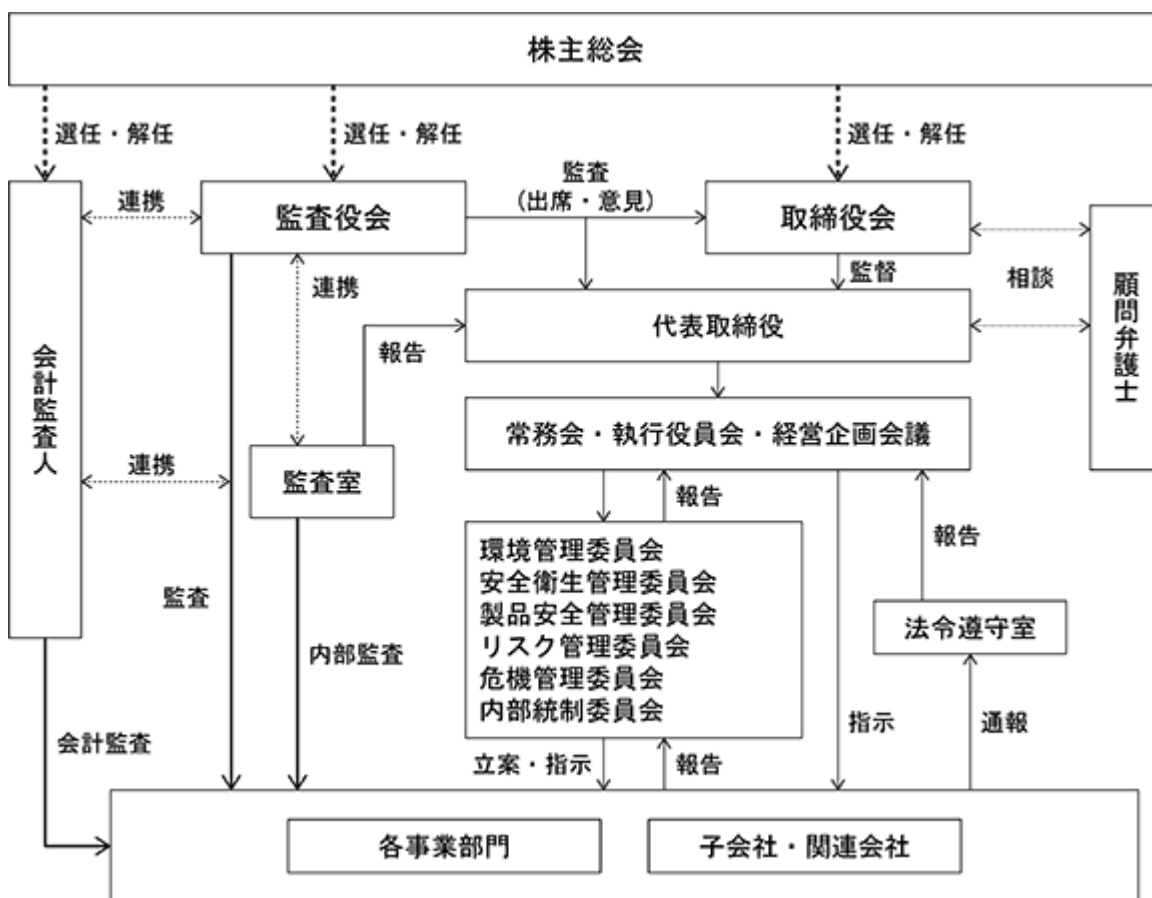 株主総会
選任・解任
選任・解任
選任・解任
連携
監査役会
監査
(出席・意見)
取締役会
連携
監督
相談
顧問弁護士
会計監査人
報告
代表取締役
常務会・執行役員会・経営企画会議
連携
監査室
報告
報告
環境管理委員会
安全衛生管理委員会
製品安全管理委員会
リスク管理委員会
危機管理委員会
内部統制委員会
監査
内部監査
法令遵守室
会計監査
立案・指示
報告
指示
通報
各事業部門
子会社・関連会社